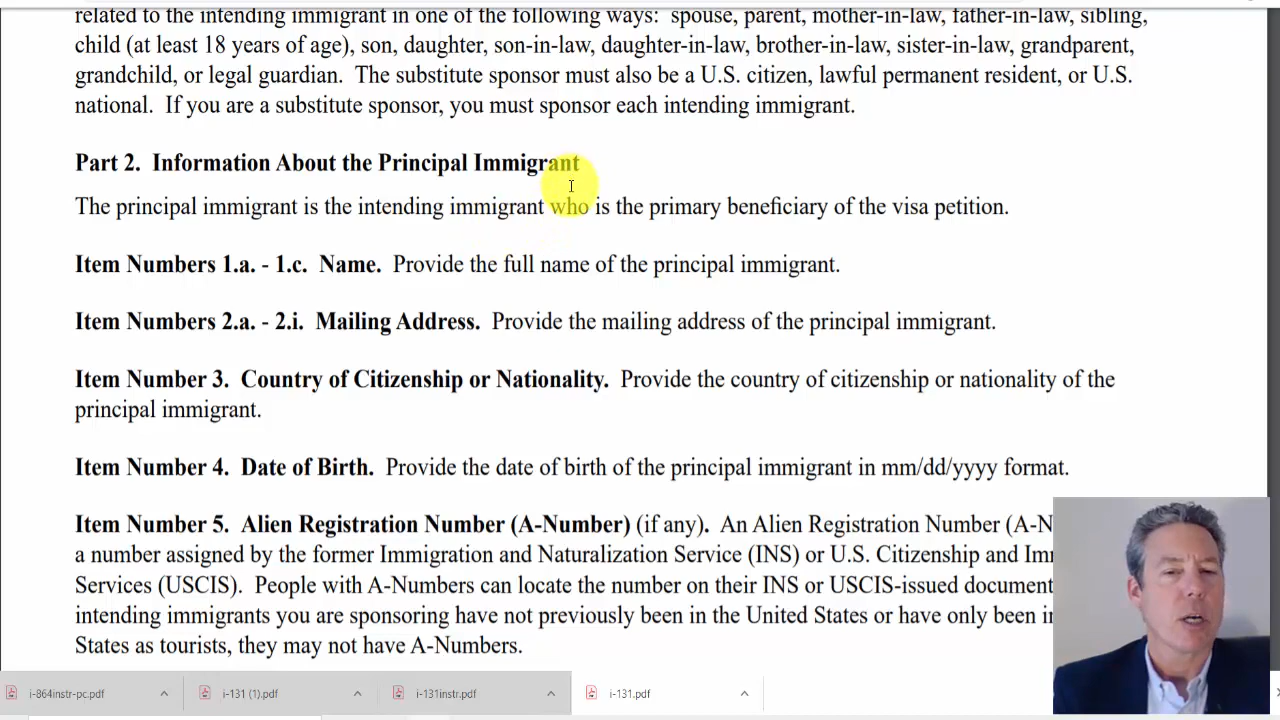 related to the intending immigrant in one of the following ways:  spouse, parent, mother-in-law, father-in-law, sibling,
child (at least 18 years of age), son, daughter, son-in-law, daughter-in-law, brother-in-law, sister-in-law, grandparent,
grandchild, or legal guardian.  The substitute sponsor must also be a U.S. citizen, lawful permanent resident, or U.S.
national.  If you are a substitute sponsor, you must sponsor each intending immigrant.
Part 2.  Information About the Principal Immigrant
The principal immigrant is the intending immigrant who is the primary beneficiary of the visa petition.
Item Numbers 1.a. - 1.c.  Name.  Provide the full name of the principal immigrant.
Item Numbers 2.a. - 2.i.  Mailing Address.  Provide the mailing address of the principal immigrant.
Item Number 3.  Country of Citizenship or Nationality.  Provide the country of citizenship or nationality of the
principal immigrant.
Item Number 4.  Date of Birth.  Provide the date of birth of the principal immigrant in mm/dd/yyyy format.
Item Number 5.  Alien Registration Number (A-Number) (if any).  An Alien Registration Number (A-N
a number assigned by the former Immigration and Naturalization Service (INS) or U.S. Citizenship and Im
Services (USCIS).  People with A-Numbers can locate the number on their INS or USCIS-issued document
intending immigrants you are sponsoring have not previously been in the United States or have only been i
States as tourists, they may not have A-Numbers.
i-864instr-pc.pdf
i-131 (1).pdf
i-131instr.pdf
i-131.pdf